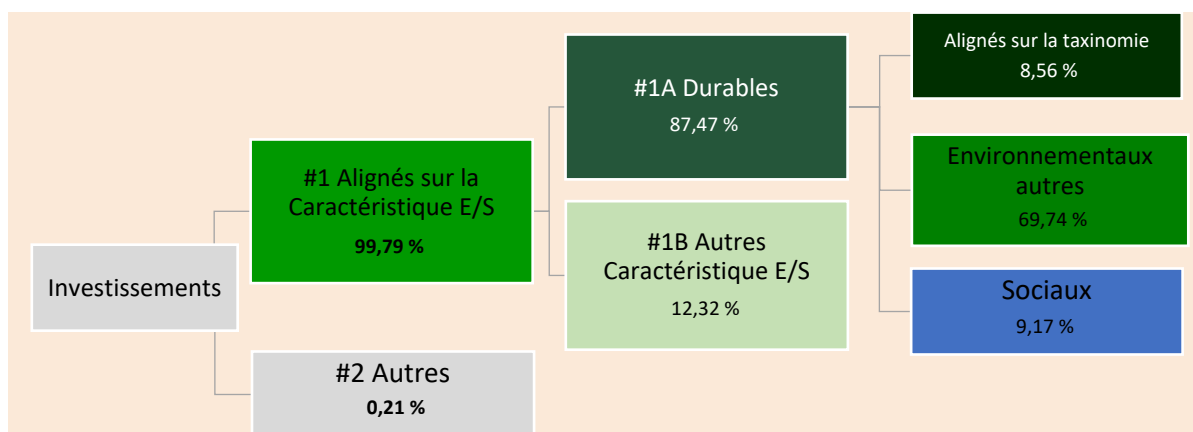 Investissements
#1 Alignés sur la
Caractéristique E/S
99,79 %
#2 Autres
0,21 %
#1A Durables
87,47 %
#1B Autres
Caractéristique E/S
12,32 %
Alignés sur la taxinomie
8,56 %
Environnementaux
autres
69,74 %
Sociaux
9,17 %